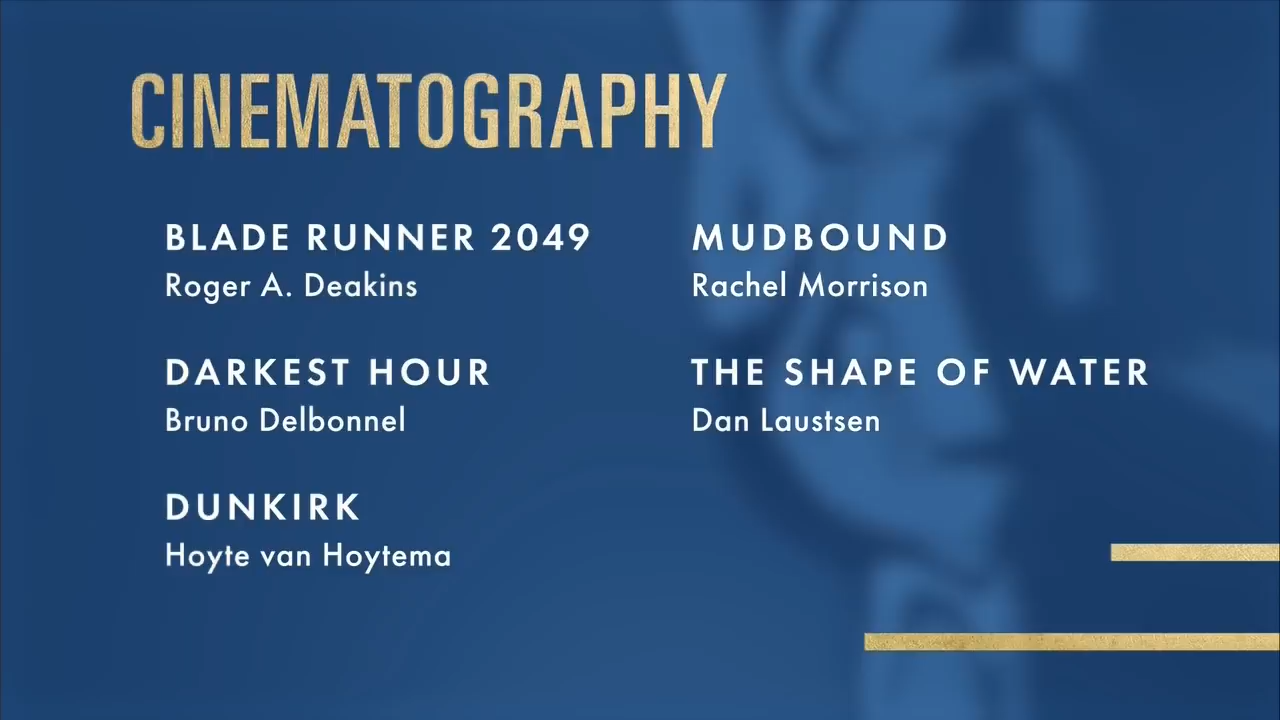 CINEMATOGRAPHY
BLADE RUNNER 2049
Roger A. Deakins
DARKEST HOUR
Bruno Delbonnel
DUNKIRK
Hoyte van Hoytema
MUDBOUND
Rachel Morrison
THE SHAPE OF WATER
Dan Laustsen